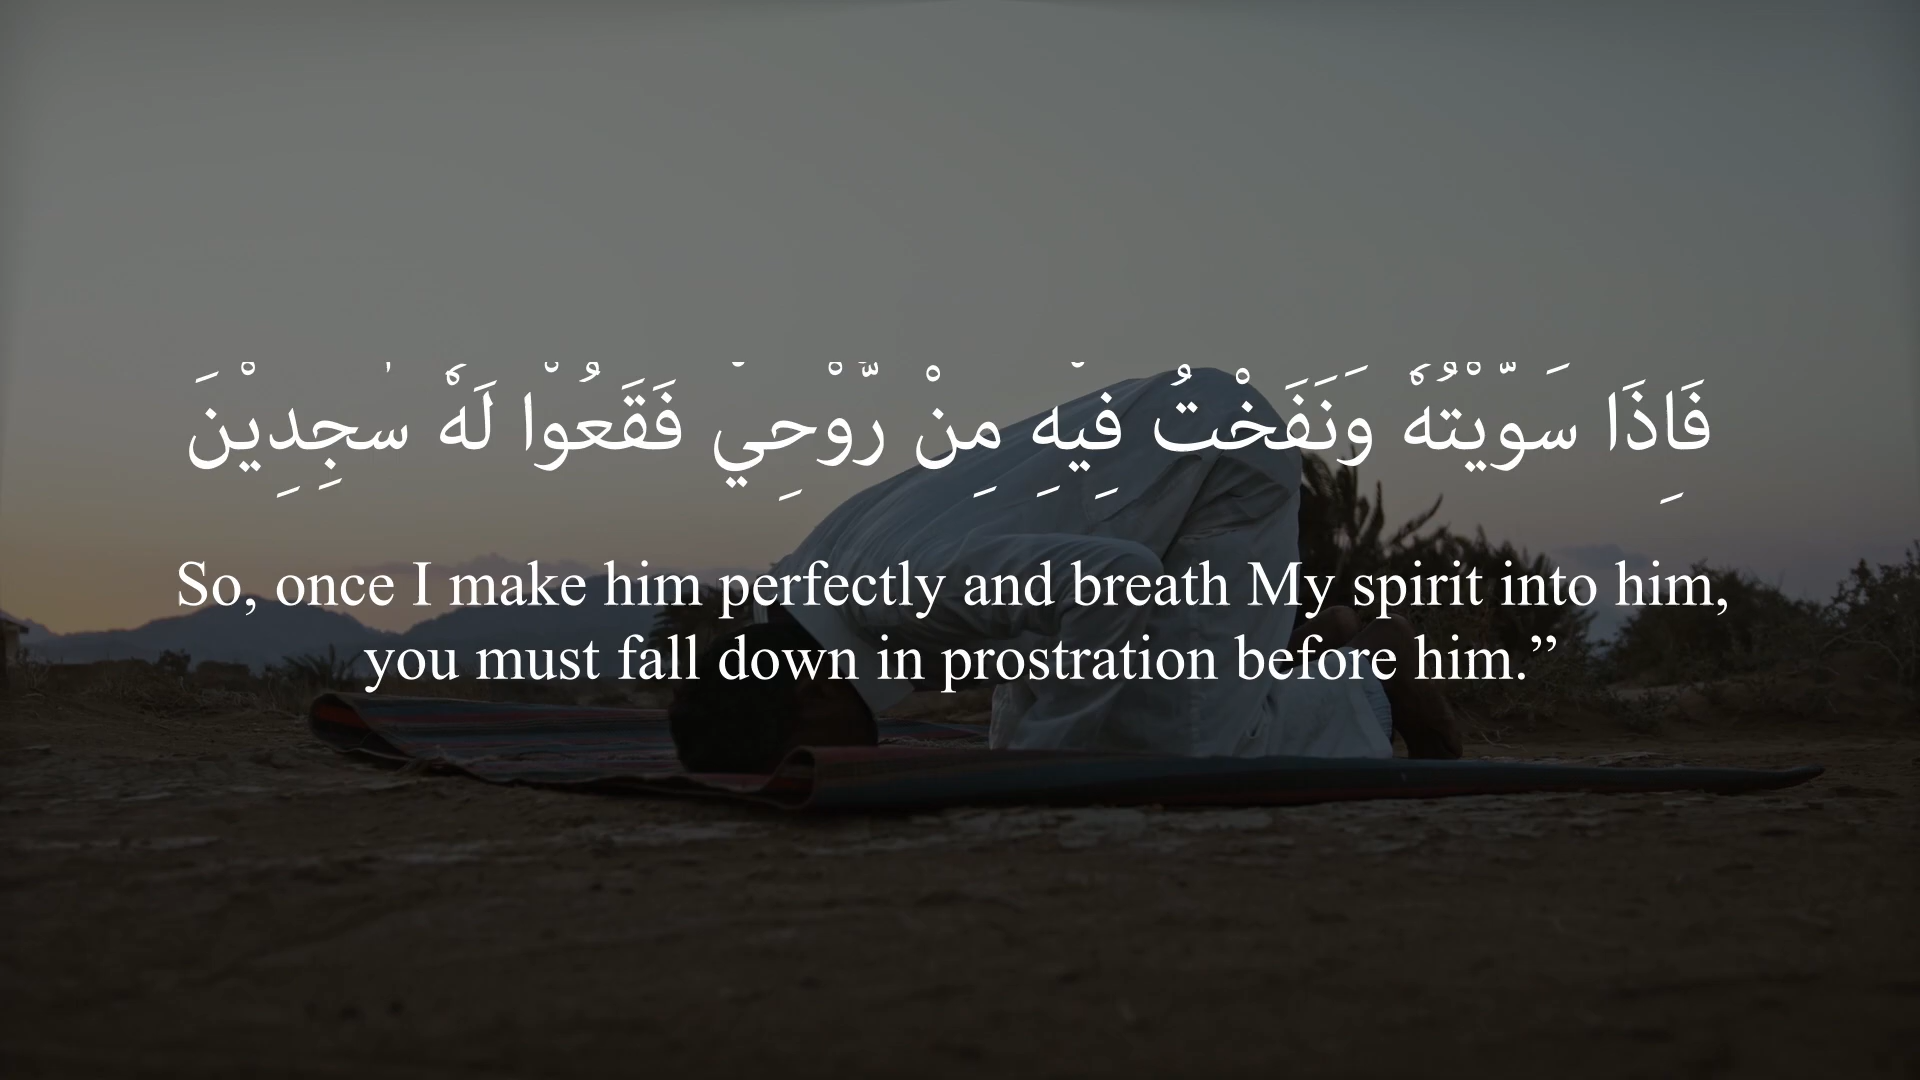 فَاِذَا سَوَّيْتُهٗ وَنَفَخْتُ فِيْهِ مِنْ رُّوْحِيْ فَقَعُوْا لَهٗ سٰجِدِيْنَ
So, once I make him perfectly and breath My spirit into him,
you must fall down in prostration before him.”